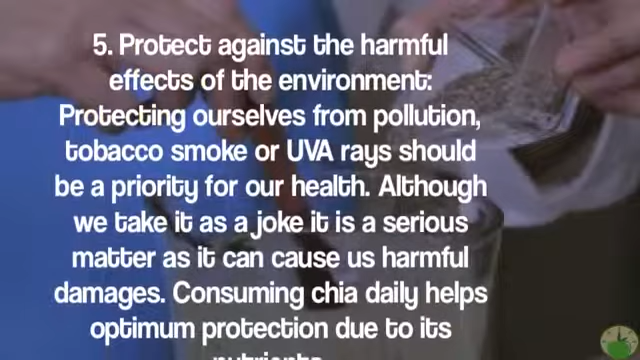 5. Protect against the harmful
effects of the environment:
Protecting ourselves from pollution,
tobacco smoke or UVA rays should
be a priority for our health. Although
we take it as a joke it is a serious
matter as it can cause us harmful
damages. Consuming chia daily helps
optimum protection due to its